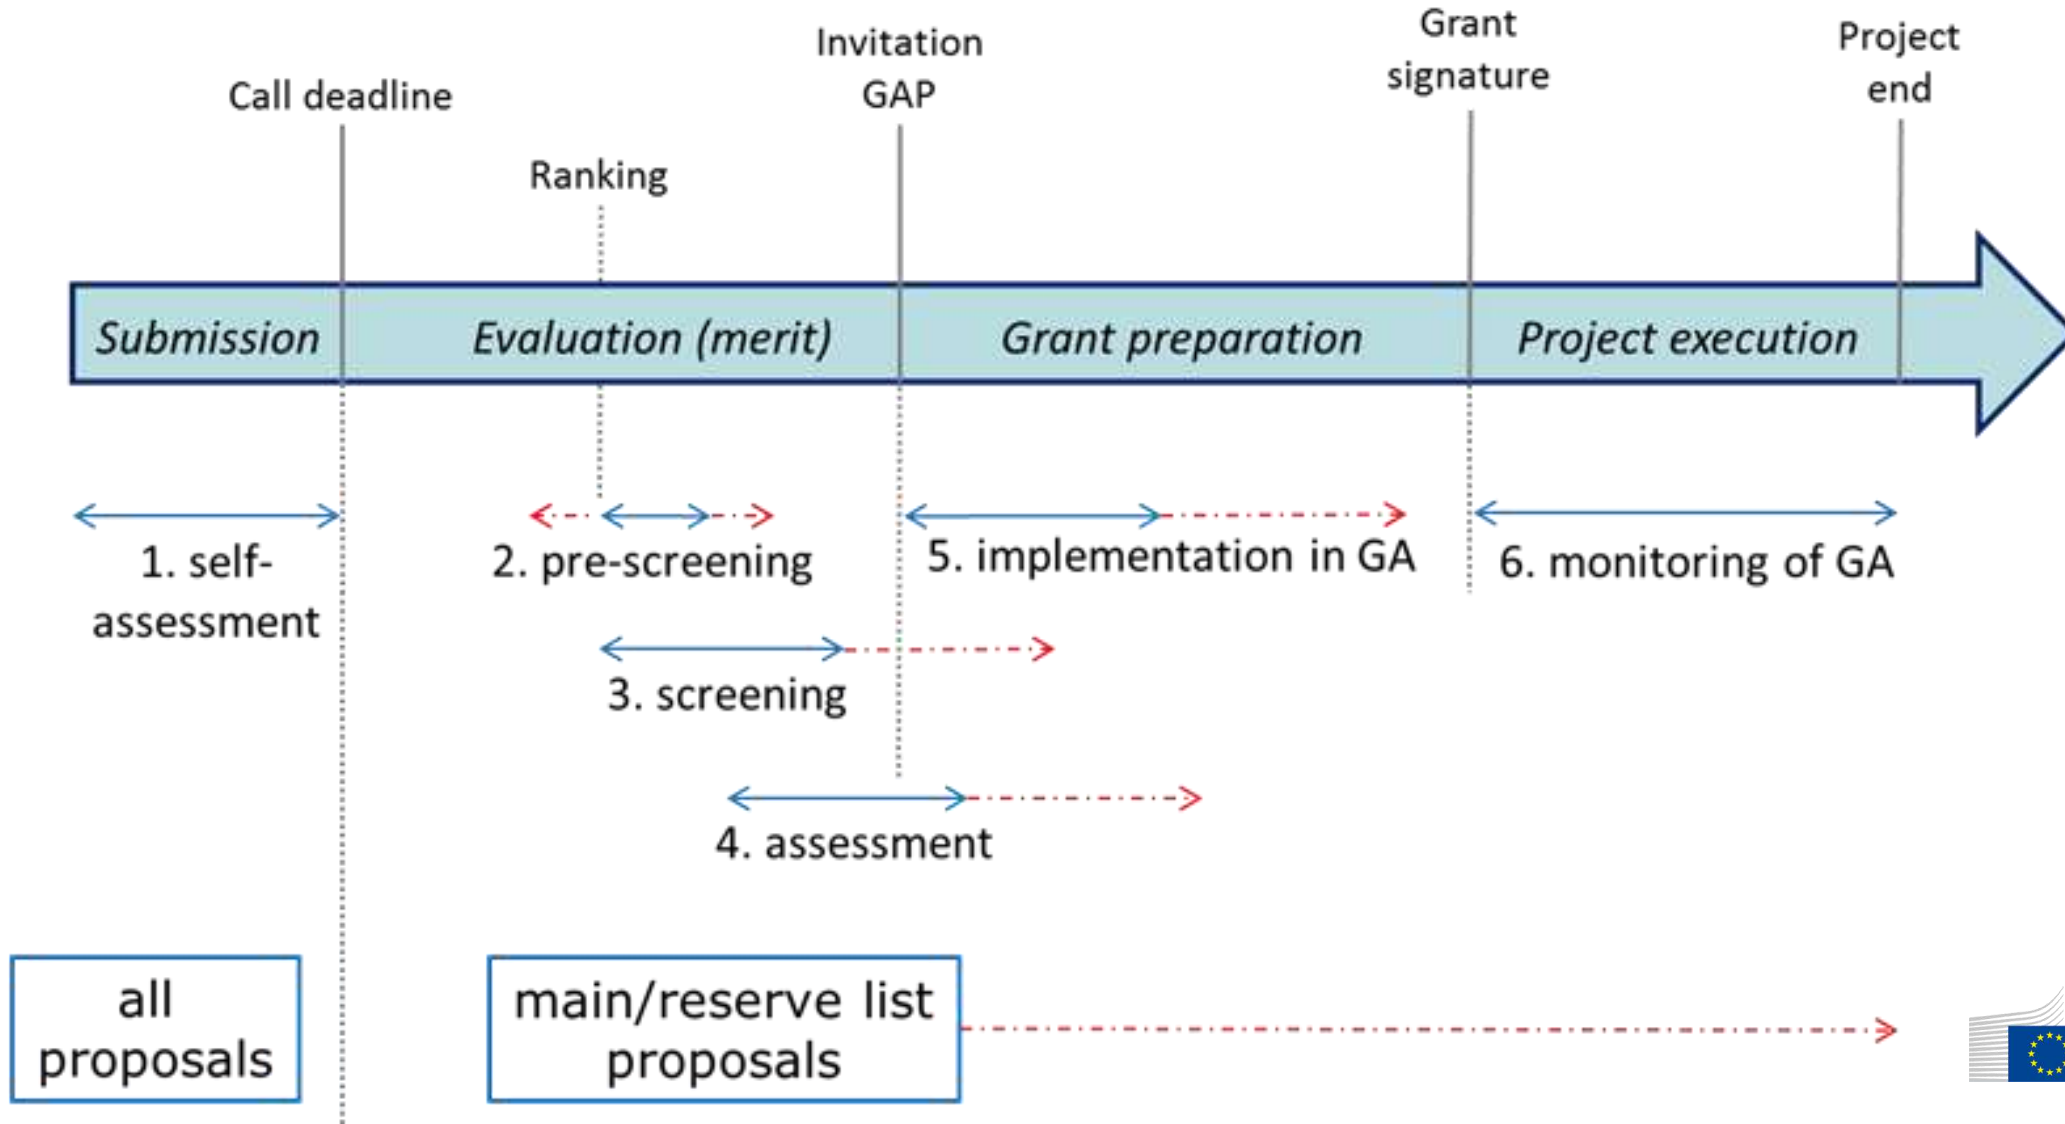 Call deadline
Ranking
Invitation
GAP
Grant
signature
Project
end
Submission
Evaluation (merit)
Grant preparation
Project execution
1. self-
assessment
2. pre-screening
5. implementation in GA
6. monitoring of GA
3. screening
4. assessment
all
proposals
main/reserve list
proposals